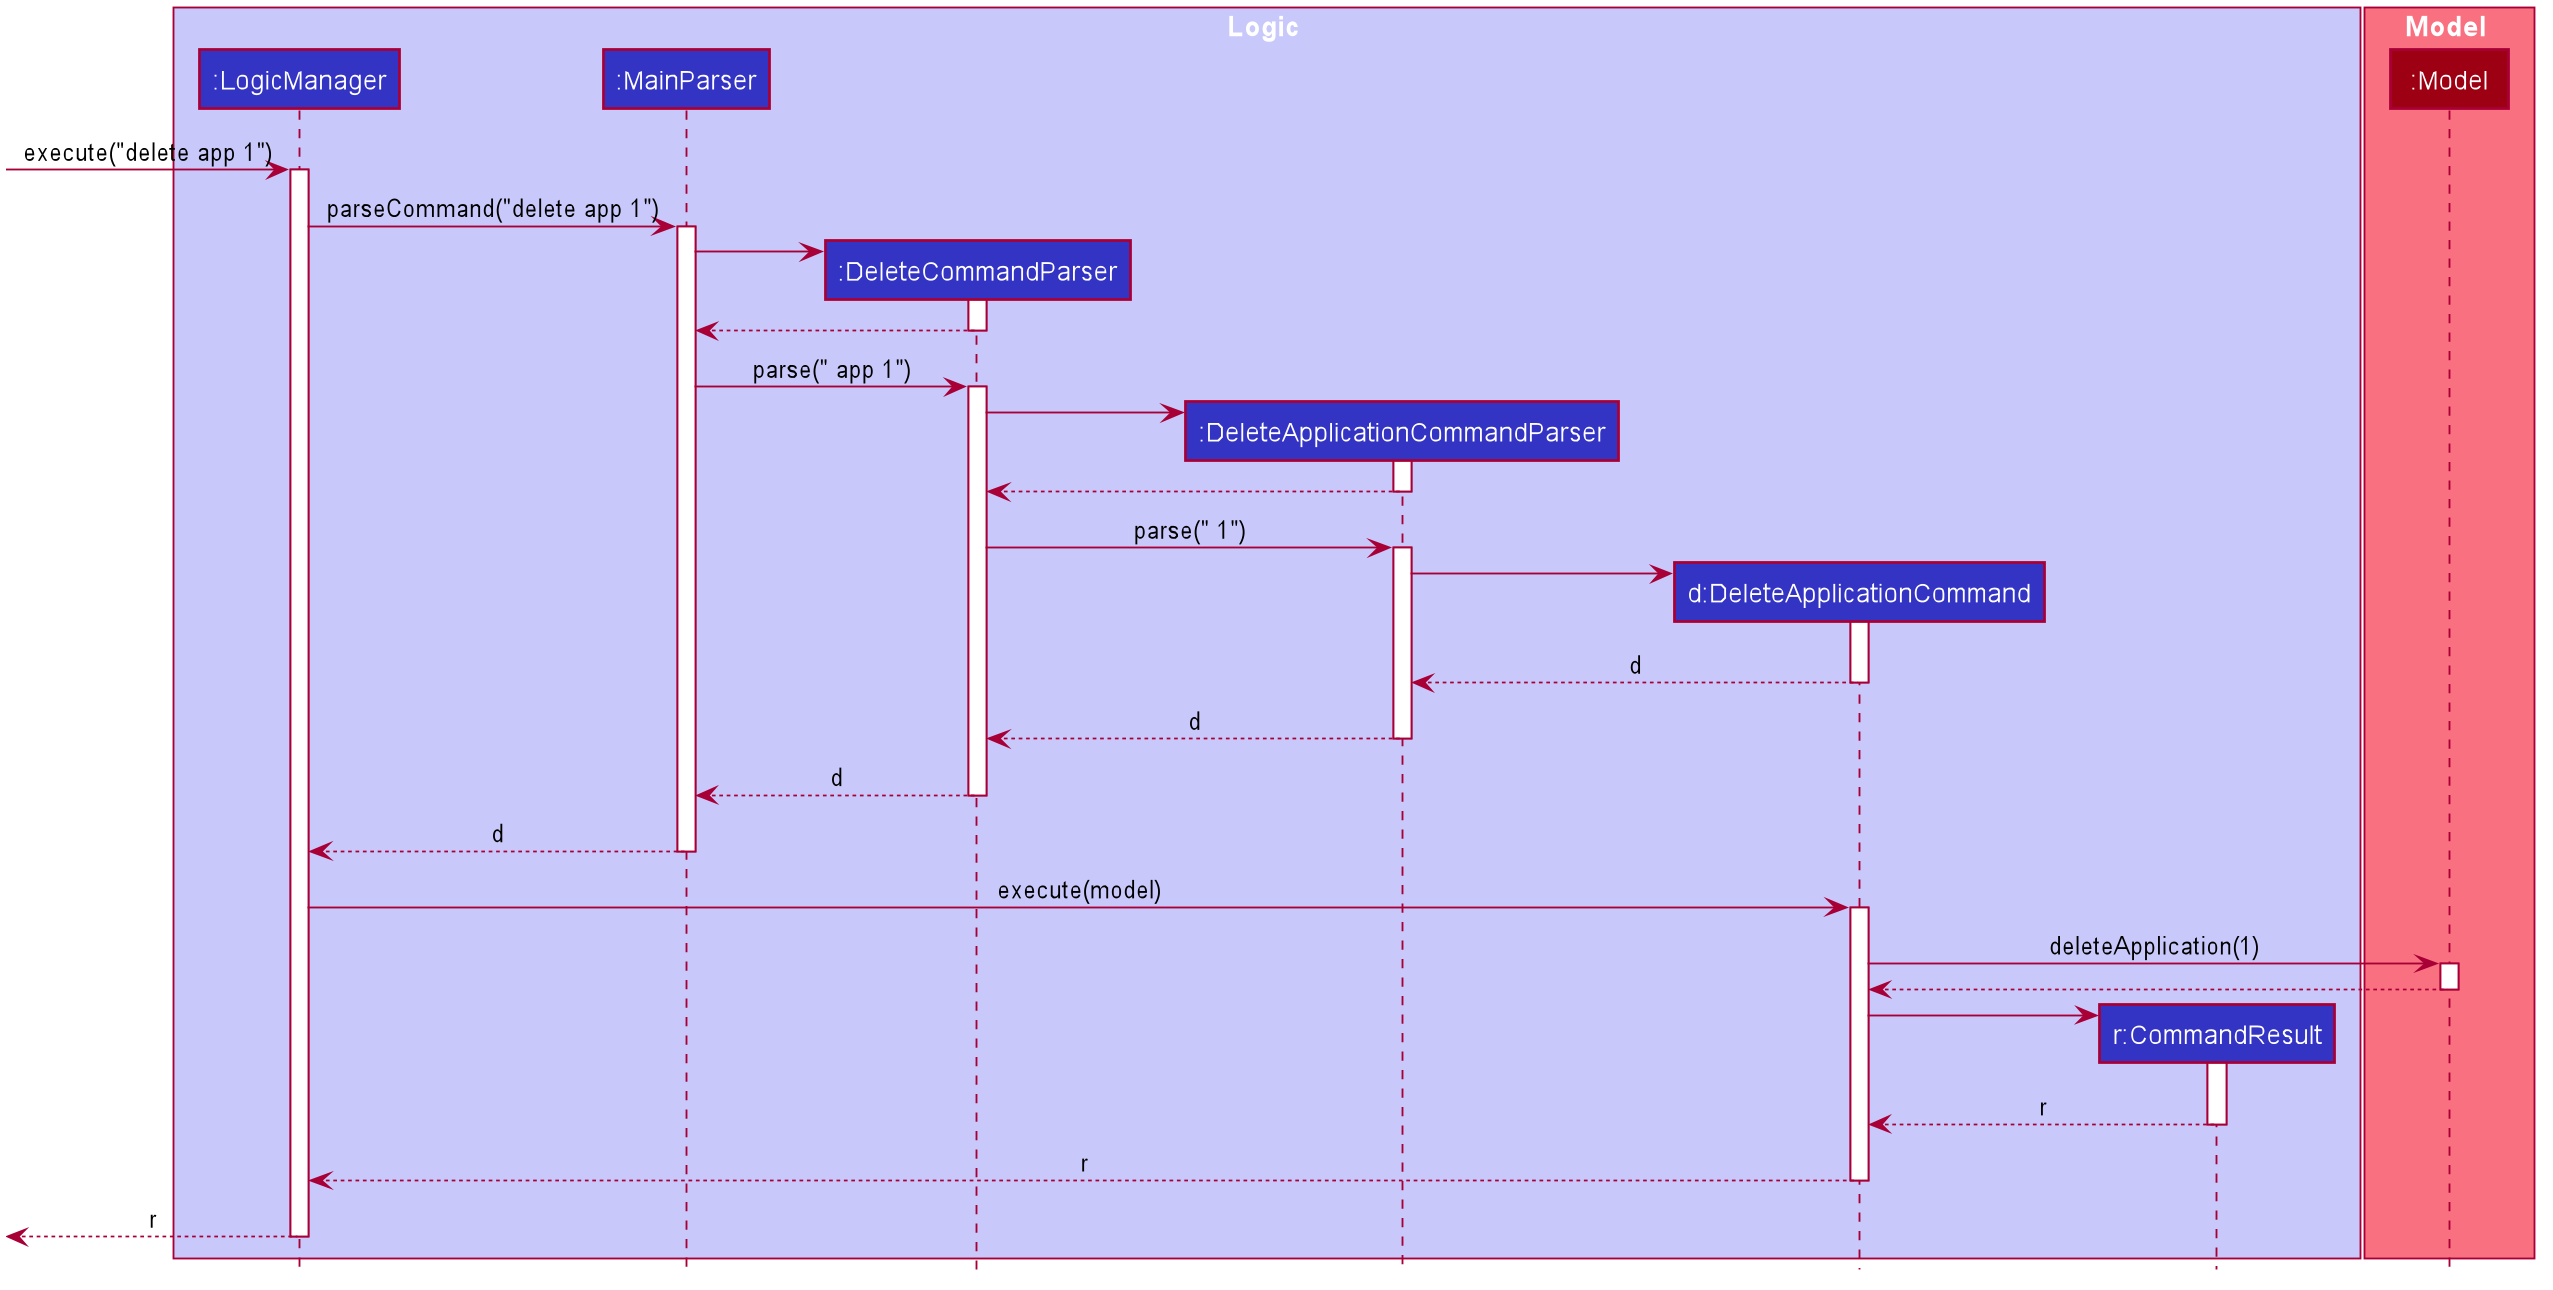 Logic
Model
:LogicManager
:MainParser
:Model
execute("delete app 1")
parseCommand("delete app 1")
:DeleteCommandParser
parse(" app 1")
:DeleteApplicationCommandParser
parse(" 1")
d:DeleteApplicationCommand
d
d
d
d
execute(model)
deleteApplication(1)
r:CommandResult
r
r
r